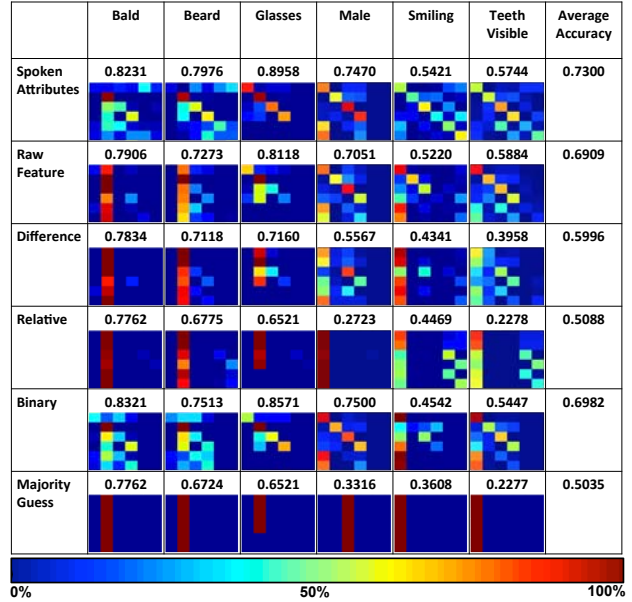 Bald Beard Glasses Male Smiling Teeth Visible Average Accuracy
Spoken Attributes 0.8231 0.7976 0.8958 0.7470 0.5421 0.5744 0.7300
Raw Feature 0.7906 0.7273 0.8118 0.7051 0.5220 0.5884 0.6909
Difference 0.7834 0.7118 0.7160 0.5567 0.4341 0.3958 0.5996
Relative 0.7762 0.6775 0.6521 0.2723 0.4469 0.2278 0.5088
Binary 0.8321 0.7513 0.8571 0.7500 0.4542 0.5447 0.6982
Majority Guess 0.7762 0.6724 0.6521 0.3316 0.3608 0.2277 0.5035
0% 50% 100%